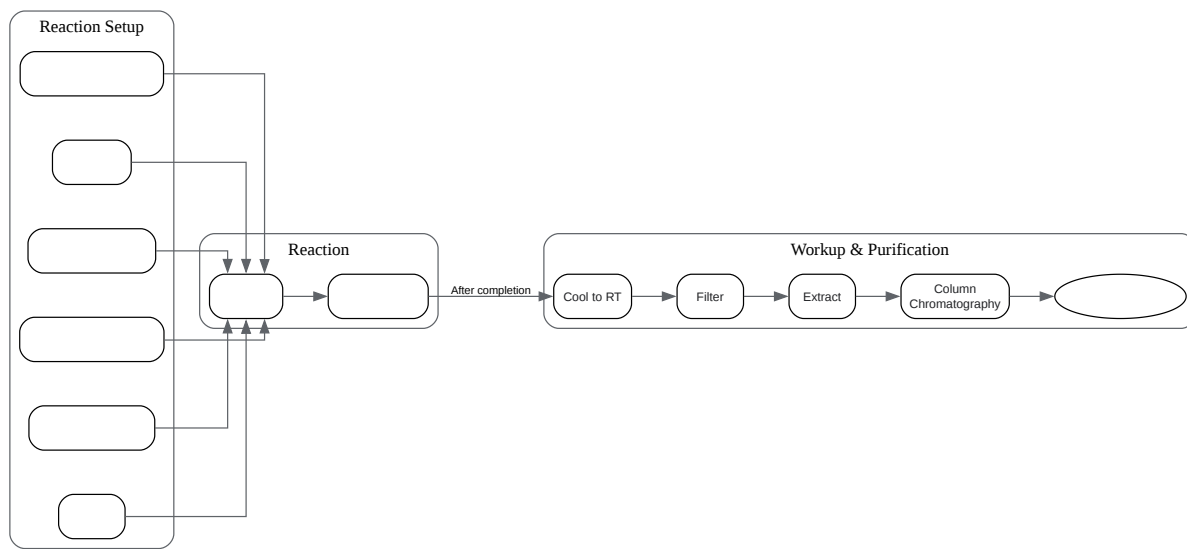 Reaction Setup
Reaction
Workup & Purification
After completion
Cool to RT
Filter
Extract
Column
Chromatography